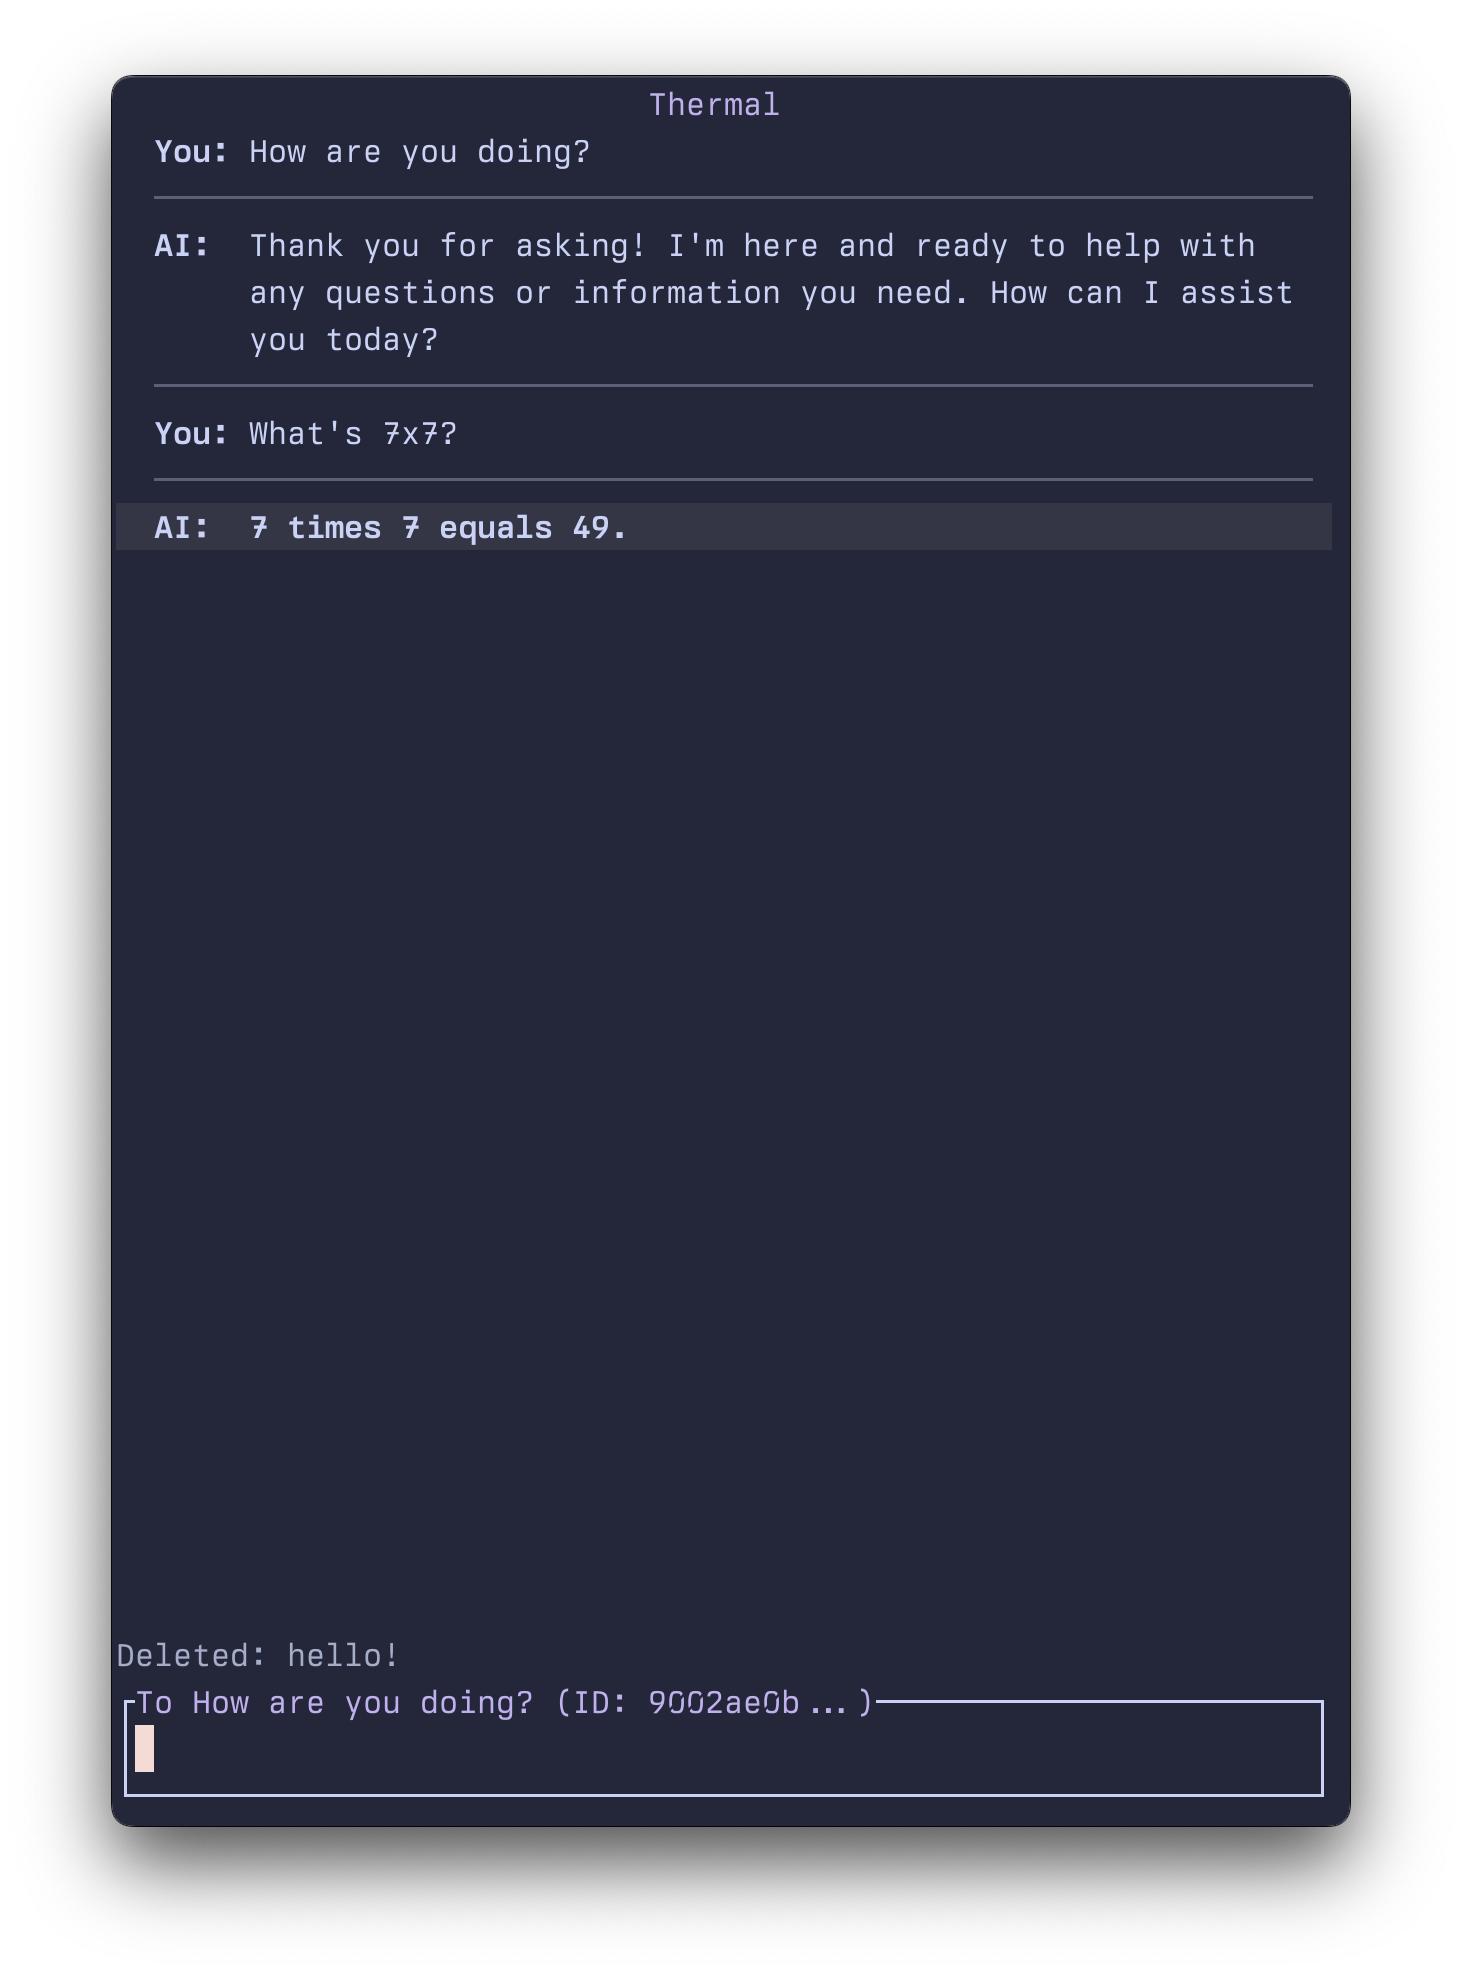 Thermal
You: How are you doing?
AI: Thank you for asking! I'm here and ready to help with
any questions or information you need. How can I assist
you today?
You: What's 7x7?
AI: 7 times 7 equals 49.
Deleted: hello!
To How are you doing? (ID: 9002ae0b...)